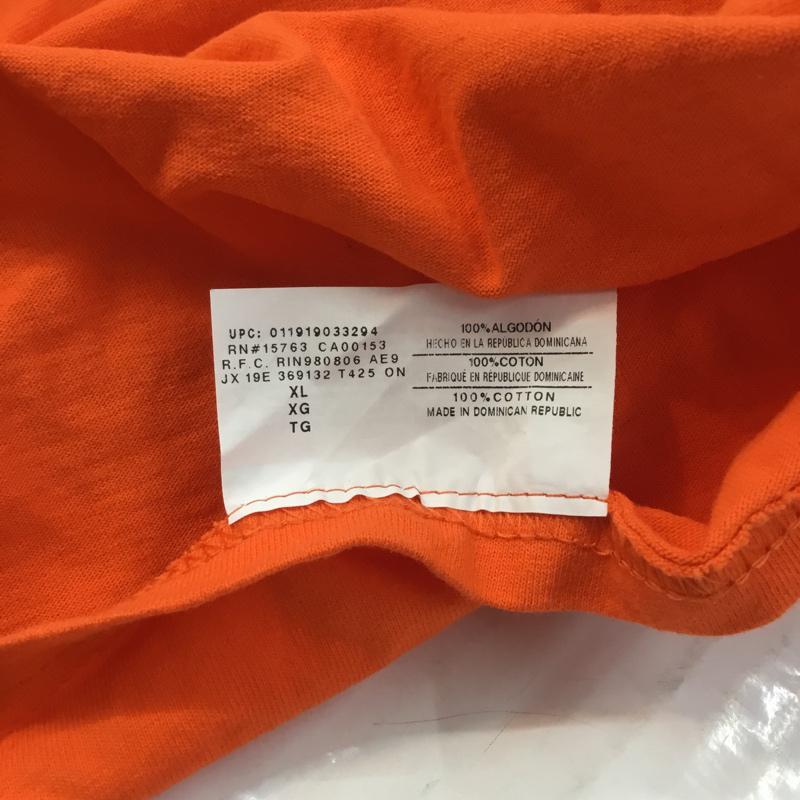 UPC: 011919033294
RN#15763 CA00153
R.F.C. RIN980806 AE9
JX 19E 369132 T425 ON
XL
XG
TG
100%ALGODÓN
HECHO EN LA REPÚBLICA DOMINICANA
100%COTON
FABRIQUÉ EN RÉPUBLIQUE DOMINICAINE
100%COTTON
MADE IN DOMINICAN REPUBLIC